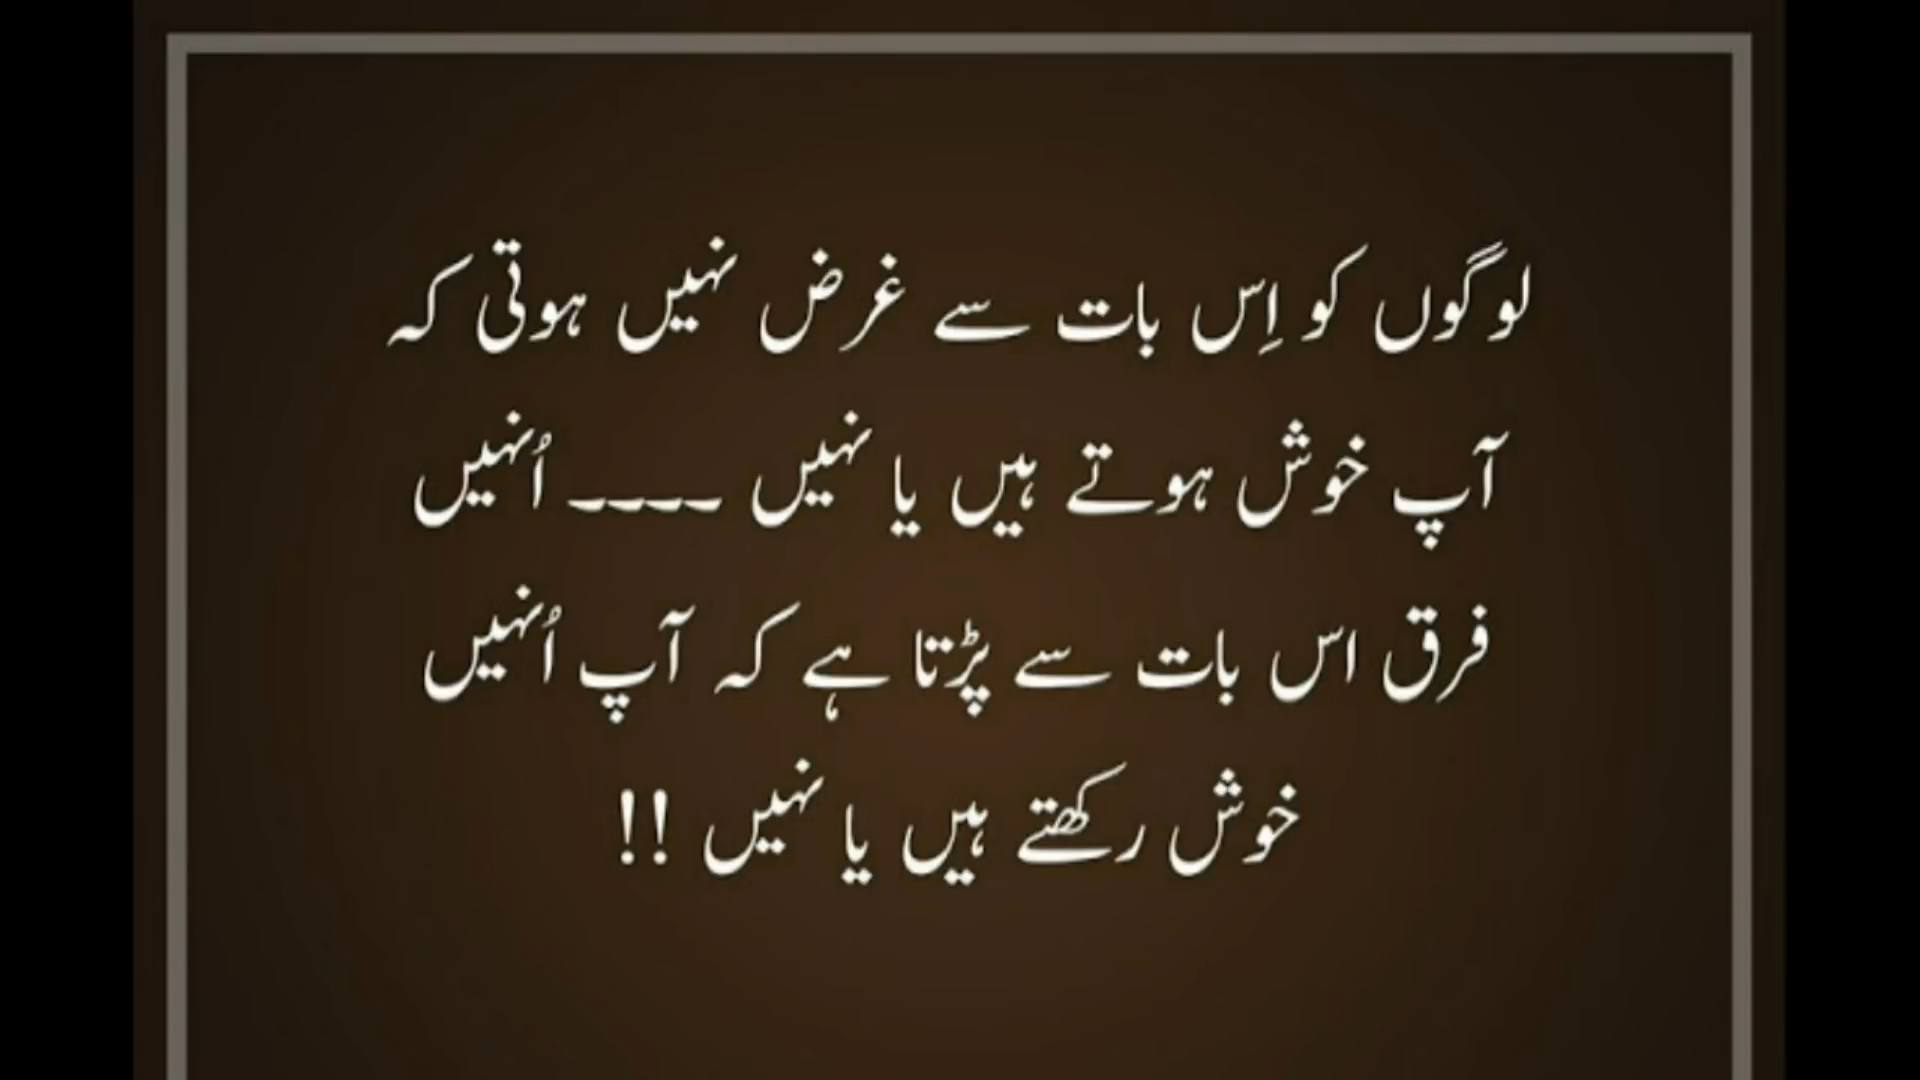 لوگوں کو اِس بات سے غرض نہیں ہوتی کہ
آپ خوش ہوتے ہیں یا نہیں ۔۔۔۔ اُنہیں
فرق اس بات سے پڑتا ہے کہ آپ اُنہیں
خوش رکھتے ہیں یا نہیں !!